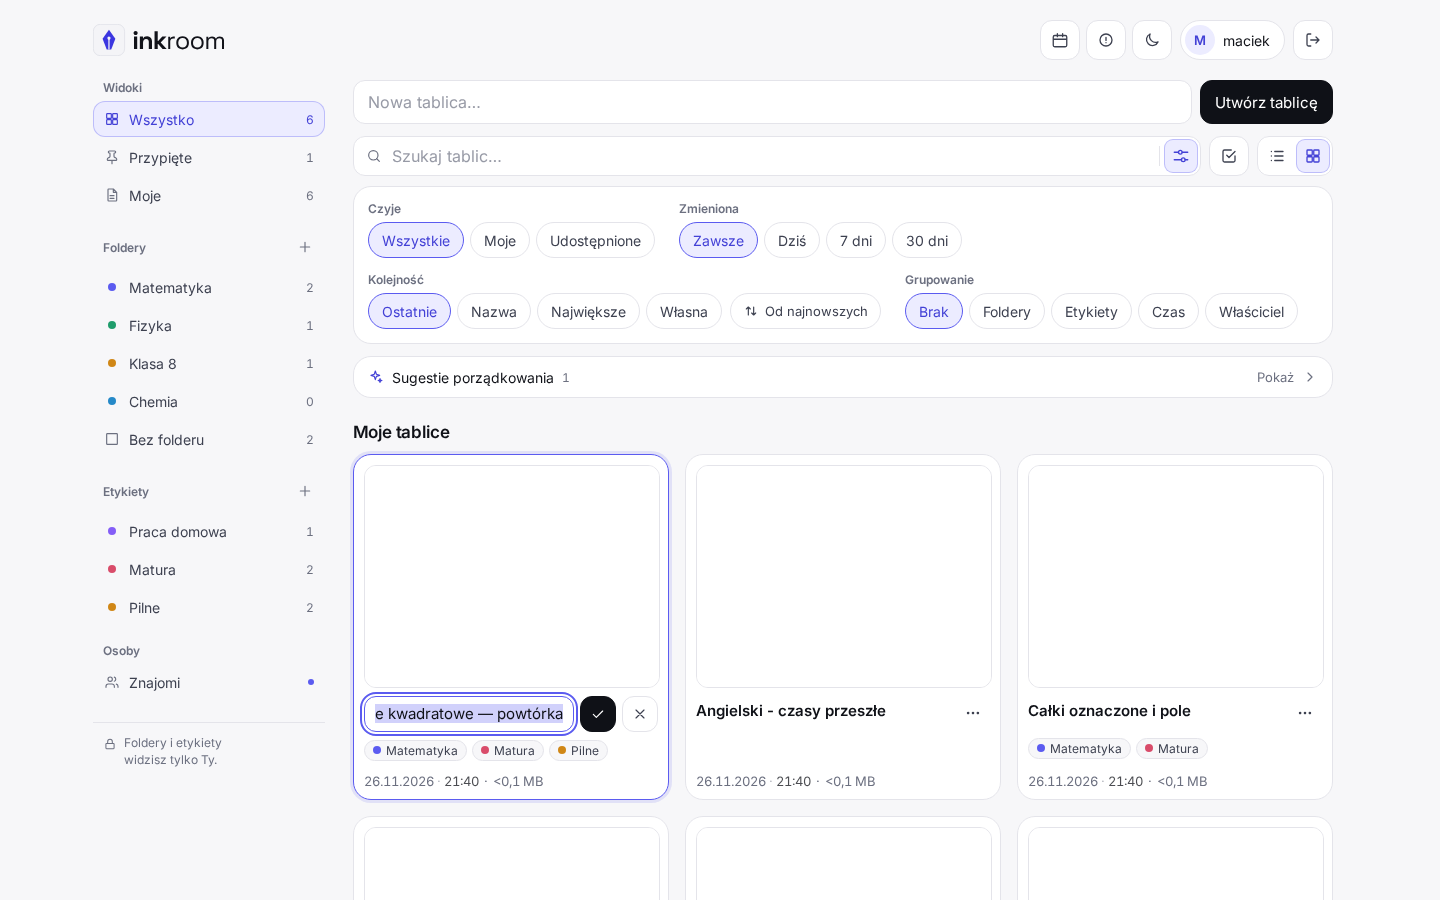 inkroom
M maciek
Widoki
Wszystko 6
Przypięte 1
Moje 6
Foldery
Matematyka 2
Fizyka 1
Klasa 8 1
Chemia 0
Bez folderu 2
Etykiety
Praca domowa 1
Matura 2
Pilne 2
Osoby
Znajomi
Foldery i etykiety
widzisz tylko Ty.
Nowa tablica...
Utwórz tablicę
Szukaj tablic...
Czyje
Wszystkie Moje Udostępnione
Zmieniona
Zawsze Dziś 7 dni 30 dni
Kolejność
Ostatnie Nazwa Największe Własna Od najnowszych
Grupowanie
Brak Foldery Etykiety Czas Właściciel
Sugestie porządkowania 1
Pokaż
Moje tablice
e kwadratowe — powtórka
Matematyka Matura Pilne
26.11.2026 · 21:40 · <0,1 MB
Angielski - czasy przeszłe
26.11.2026 · 21:40 · <0,1 MB
Całki oznaczone i pole
Matematyka Matura
26.11.2026 · 21:40 · <0,1 MB